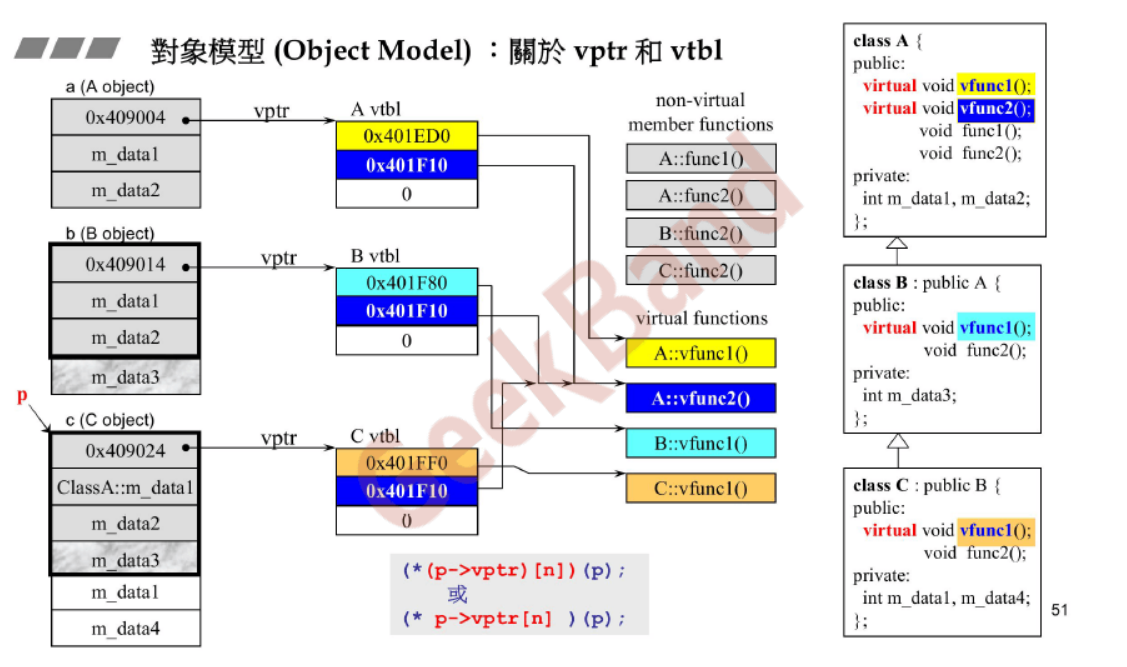 對象模型 (Object Model) ：關於 vptr 和 vtbl
a (A object)
0x409004
m_data1
m_data2
vptr
A vtbl
0x401ED0
0x401F10
0
b (B object)
0x409014
m_data1
m_data2
m_data3
vptr
B vtbl
0x401F80
0x401F10
0
p
c (C object)
0x409024
ClassA::m_data1
m_data2
m_data3
m_data1
m_data4
vptr
C vtbl
0x401FF0
0x401F10
0
non-virtual
member functions
A::func1()
A::func2()
B::func2()
C::func2()
virtual functions
A::vfunc1()
A::vfunc2()
B::vfunc1()
C::vfunc1()
(*(p->vptr)[n])(p);
或
(* p->vptr[n] )(p);
class A {
public:
virtual void vfunc1();
virtual void vfunc2();
void func1();
void func2();
private:
int m_data1, m_data2;
};
class B : public A {
public:
virtual void vfunc1();
void func2();
private:
int m_data3;
};
class C : public B {
public:
virtual void vfunc1();
void func2();
private:
int m_data1, m_data4;
};
51
GeekBand